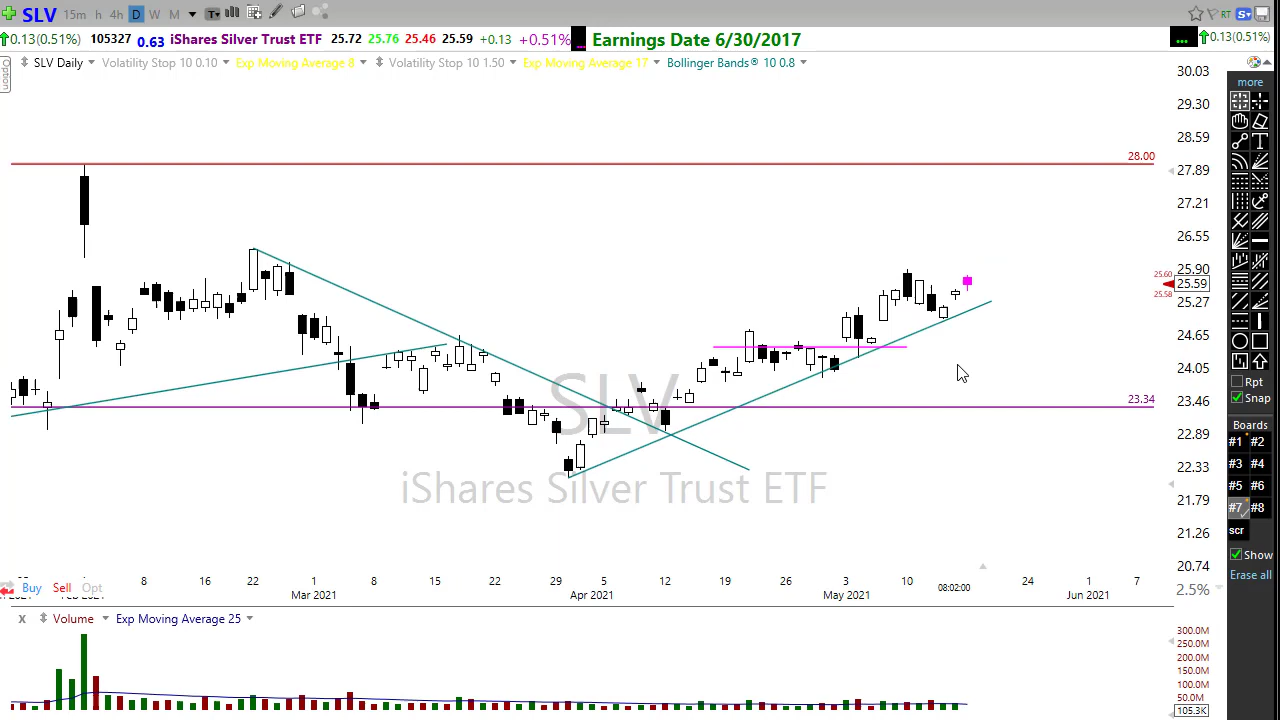 SLV 15m h 4h D W M T RT S
0.13(0.51%) 105327 0.63 iShares Silver Trust ETF 25.72 25.76 25.46 25.59 +0.13 +0.51% ... Earnings Date 6/30/2017 ... 0.13(0.51%)
Option
SLV Daily Volatility Stop 10 0.10 Exp Moving Average 8 Volatility Stop 10 1.50 Exp Moving Average 17 Bollinger Bands® 10 0.8
30.03
29.30
28.59
28.00
27.89
27.21
26.55
25.90
25.60
25.59
25.58
25.27
24.65
24.05
23.46
23.34
22.89
22.33
21.79
21.26
20.74
SLV
iShares Silver Trust ETF
8 16 22 1 8 15 22 29 5 12 19 26 3 10 08:02:00 24 1 7
Mar 2021 Apr 2021 May 2021 Jun 2021
Buy Sell Opt
2.5%
X Volume Exp Moving Average 25
300.0M
250.0M
200.0M
150.0M
100.0M
50.0M
105.3K
more
T
Rpt
Snap
Boards
#1 #2
#3 #4
#5 #6
#7 #8
scr
Show
Erase all